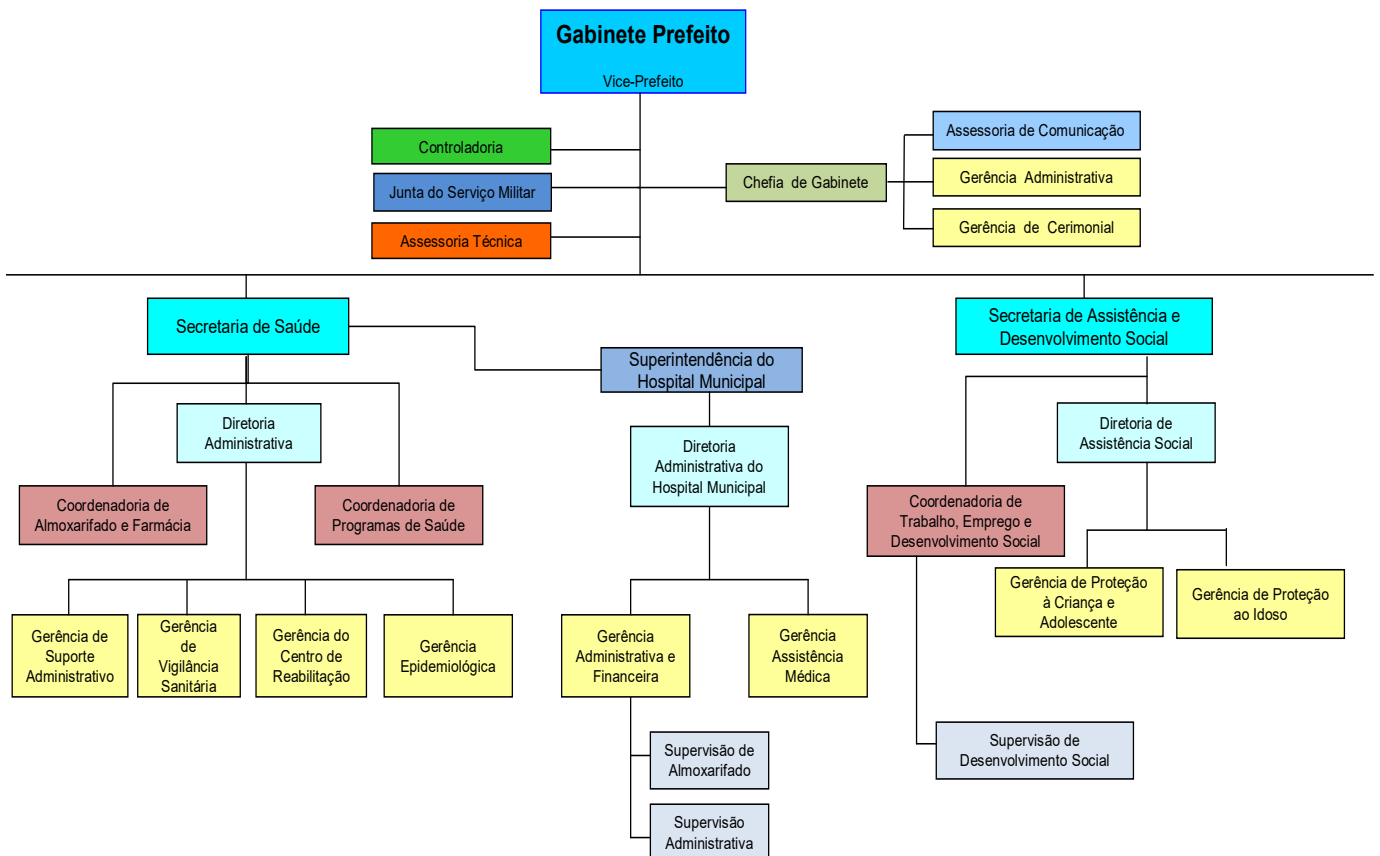 Gabinete Prefeito
Vice-Prefeito
Controladoria
Junta do Serviço Militar
Assessoria Técnica
Chefia de Gabinete
Assessoria de Comunicação
Gerência Administrativa
Gerência de Cerimonial
Secretaria de Saúde
Superintendência do
Hospital Municipal
Secretaria de Assistência e
Desenvolvimento Social
Diretoria
Administrativa
Diretoria
Administrativa do
Hospital Municipal
Diretoria de
Assistência Social
Coordenadoria de
Almoxarifado e Farmácia
Coordenadoria de
Programas de Saúde
Coordenadoria de
Trabalho, Emprego e
Desenvolvimento Social
Gerência de Proteção
à Criança e
Adolescente
Gerência de Proteção
ao Idoso
Gerência de
Suporte
Administrativo
Gerência
de
Vigilância
Sanitária
Gerência do
Centro de
Reabilitação
Gerência
Epidemiológica
Gerência
Administrativa e
Financeira
Gerência
Assistência
Médica
Supervisão de
Almoxarifado
Supervisão de
Desenvolvimento Social
Supervisão
Administrativa